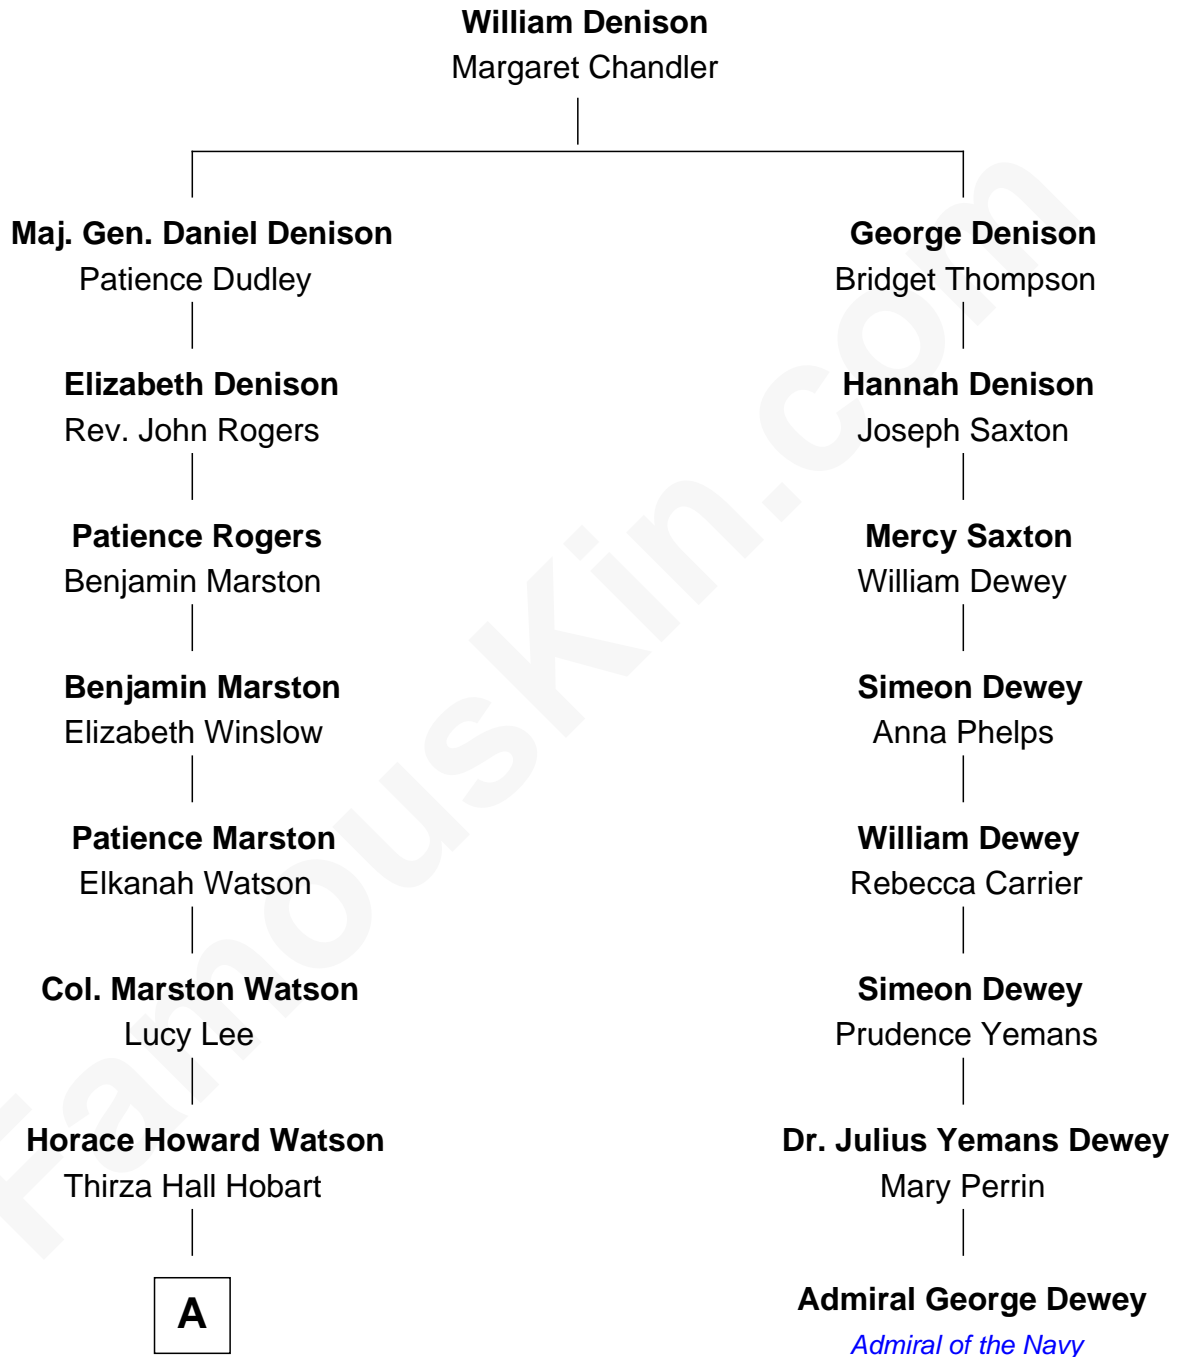 William Denison
Margaret Chandler
Maj. Gen. Daniel Denison
Patience Dudley
George Denison
Bridget Thompson
Elizabeth Denison
Rev. John Rogers
Hannah Denison
Joseph Saxton
Patience Rogers
Benjamin Marston
Mercy Saxton
William Dewey
Benjamin Marston
Elizabeth Winslow
Simeon Dewey
Anna Phelps
Patience Marston
Elkanah Watson
William Dewey
Rebecca Carrier
Col. Marston Watson
Lucy Lee
Simeon Dewey
Prudence Yemans
Horace Howard Watson
Thirza Hall Hobart
Dr. Julius Yemans Dewey
Mary Perrin
A
Admiral George Dewey
Admiral of the Navy
FamousKin.com